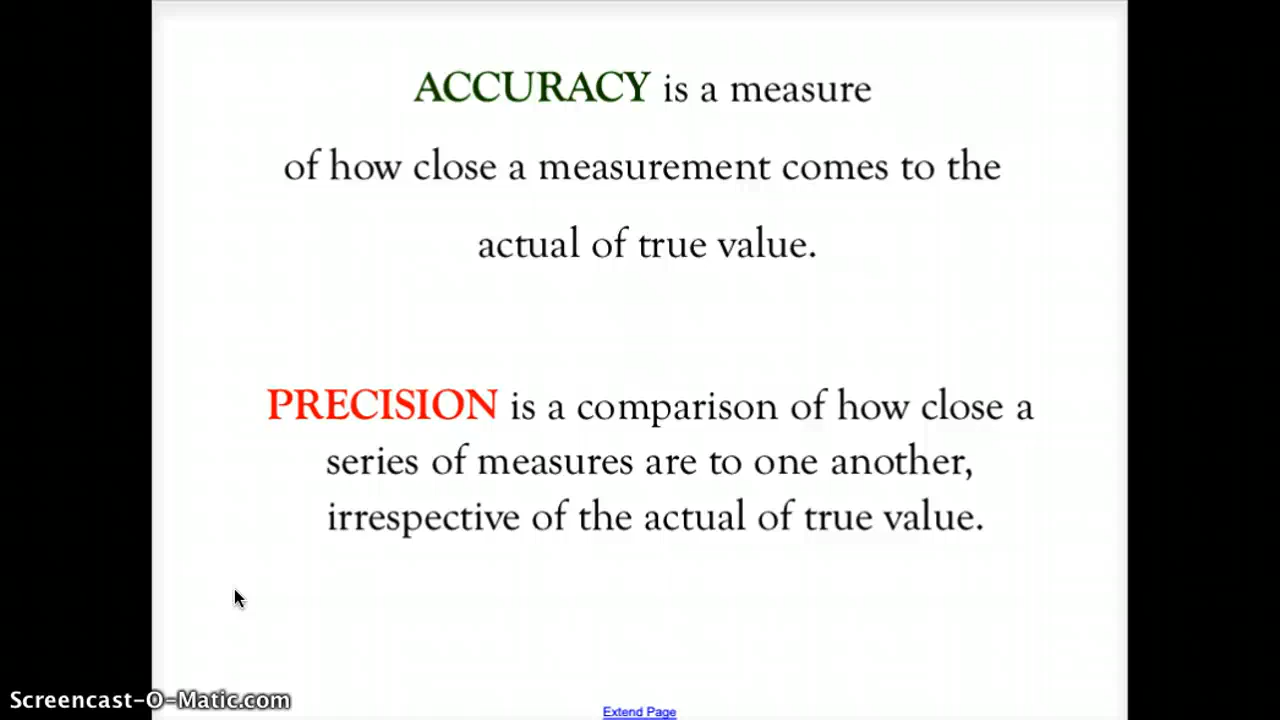 ACCURACY is a measure
of how close a measurement comes to the
actual of true value.
PRECISION is a comparison of how close a
series of measures are to one another,
irrespective of the actual of true value.
Screencast-O-Matic.com
Extend Page